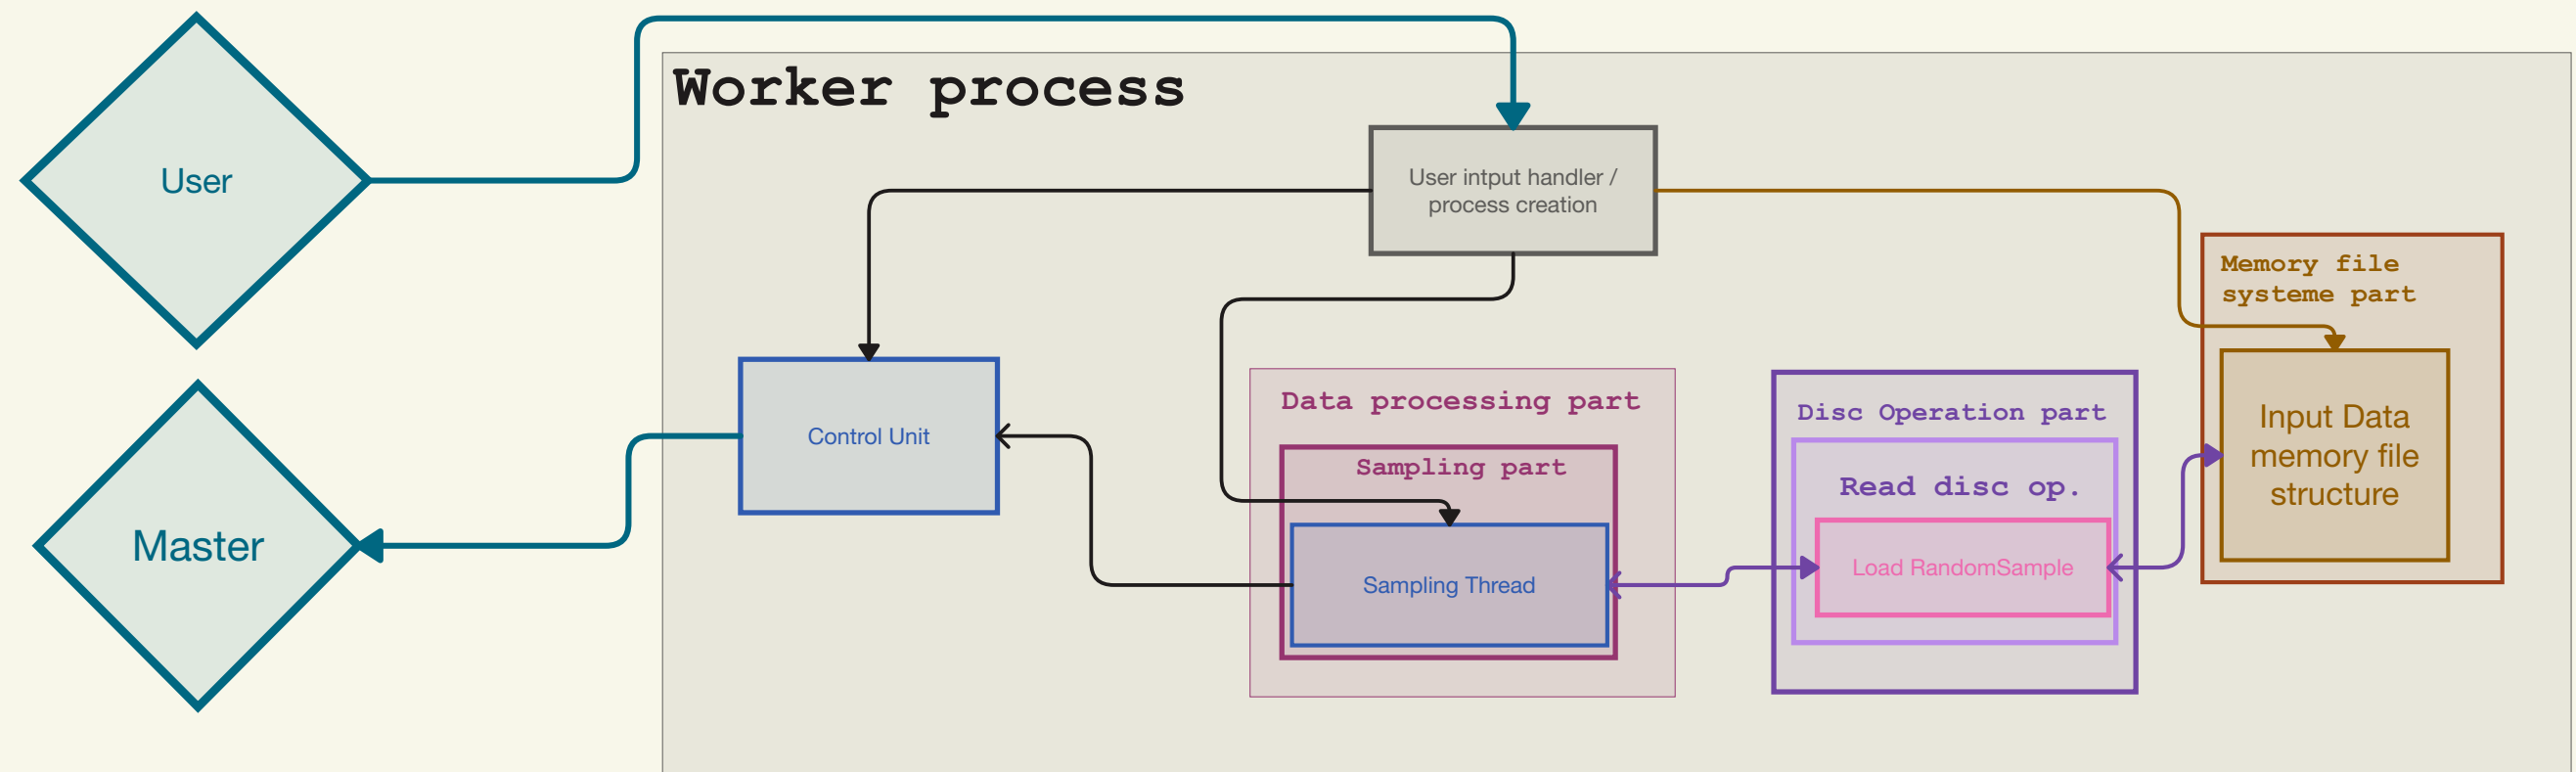 Worker process
User
User intput handler /
process creation
Memory file
systeme part
Input Data
memory file
structure
Data processing part
Sampling part
Sampling Thread
Disc Operation part
Read disc op.
Load RandomSample
Control Unit
Master